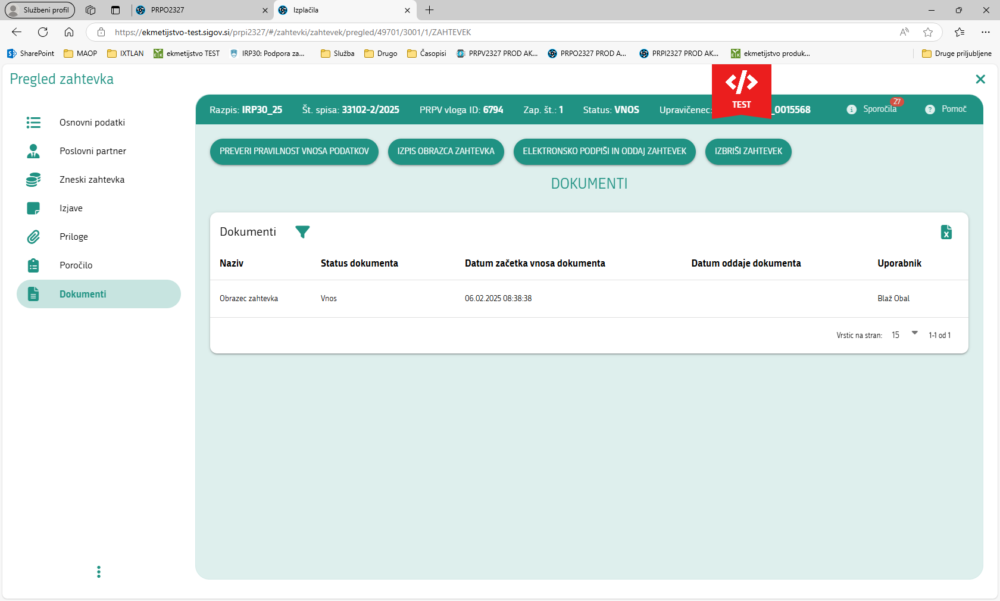 Službeni profil
PRPO2327
Izplačila
https://ekmetijstvo-test.sigov.si/prpi2327/#/zahtevki/zahtevek/pregled/49701/3001/1/ZAHTEVEK
SharePoint
MAOP
IXTLAN
ekmetijstvo TEST
IRP30: Podpora za...
Služba
Drugo
Časopisi
PRPV2327 PROD AK...
PRPO2327 PROD A...
PRPI2327 PROD AK...
ekmetijstvo produk...
Druge priljubljene
Pregled zahtevka
TEST
Razpis: IRP30_25
Št. spisa: 33102-2/2025
PRPV vloga ID: 6794
Zap. št.: 1
Status: VNOS
Upravičenec:
_0015568
Sporočila
27
Pomoč
Osnovni podatki
Poslovni partner
Zneski zahtevka
Izjave
Priloge
Poročilo
Dokumenti
PREVERI PRAVILNOST VNOSA PODATKOV
IZPIS OBRAZCA ZAHTEVKA
ELEKTRONSKO PODPIŠI IN ODDAJ ZAHTEVEK
IZBRIŠI ZAHTEVEK
DOKUMENTI
Dokumenti
Naziv
Status dokumenta
Datum začetka vnosa dokumenta
Datum oddaje dokumenta
Uporabnik
Obrazec zahtevka
Vnos
06.02.2025 08:38:38
Blaž Obal
Vrstic na stran:
15
1-1 od 1